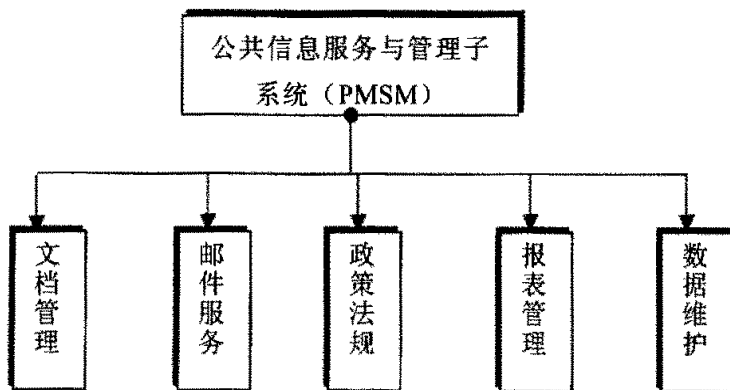 公共信息服务与管理子
系统（PMSM）
文档管理
邮件服务
政策法规
报表管理
数据维护